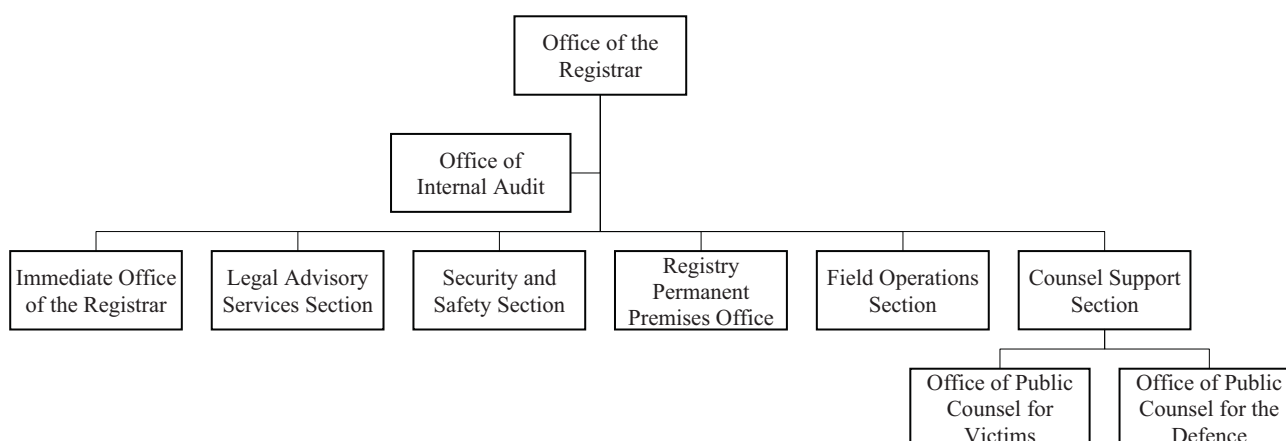 Office of the
Registrar
Office of
Internal Audit
Immediate Office
of the Registrar
Legal Advisory
Services Section
Security and
Safety Section
Registry
Permanent
Premises Office
Field Operations
Section
Counsel Support
Section
Office of Public
Counsel for
Victims
Office of Public
Counsel for the
Defence